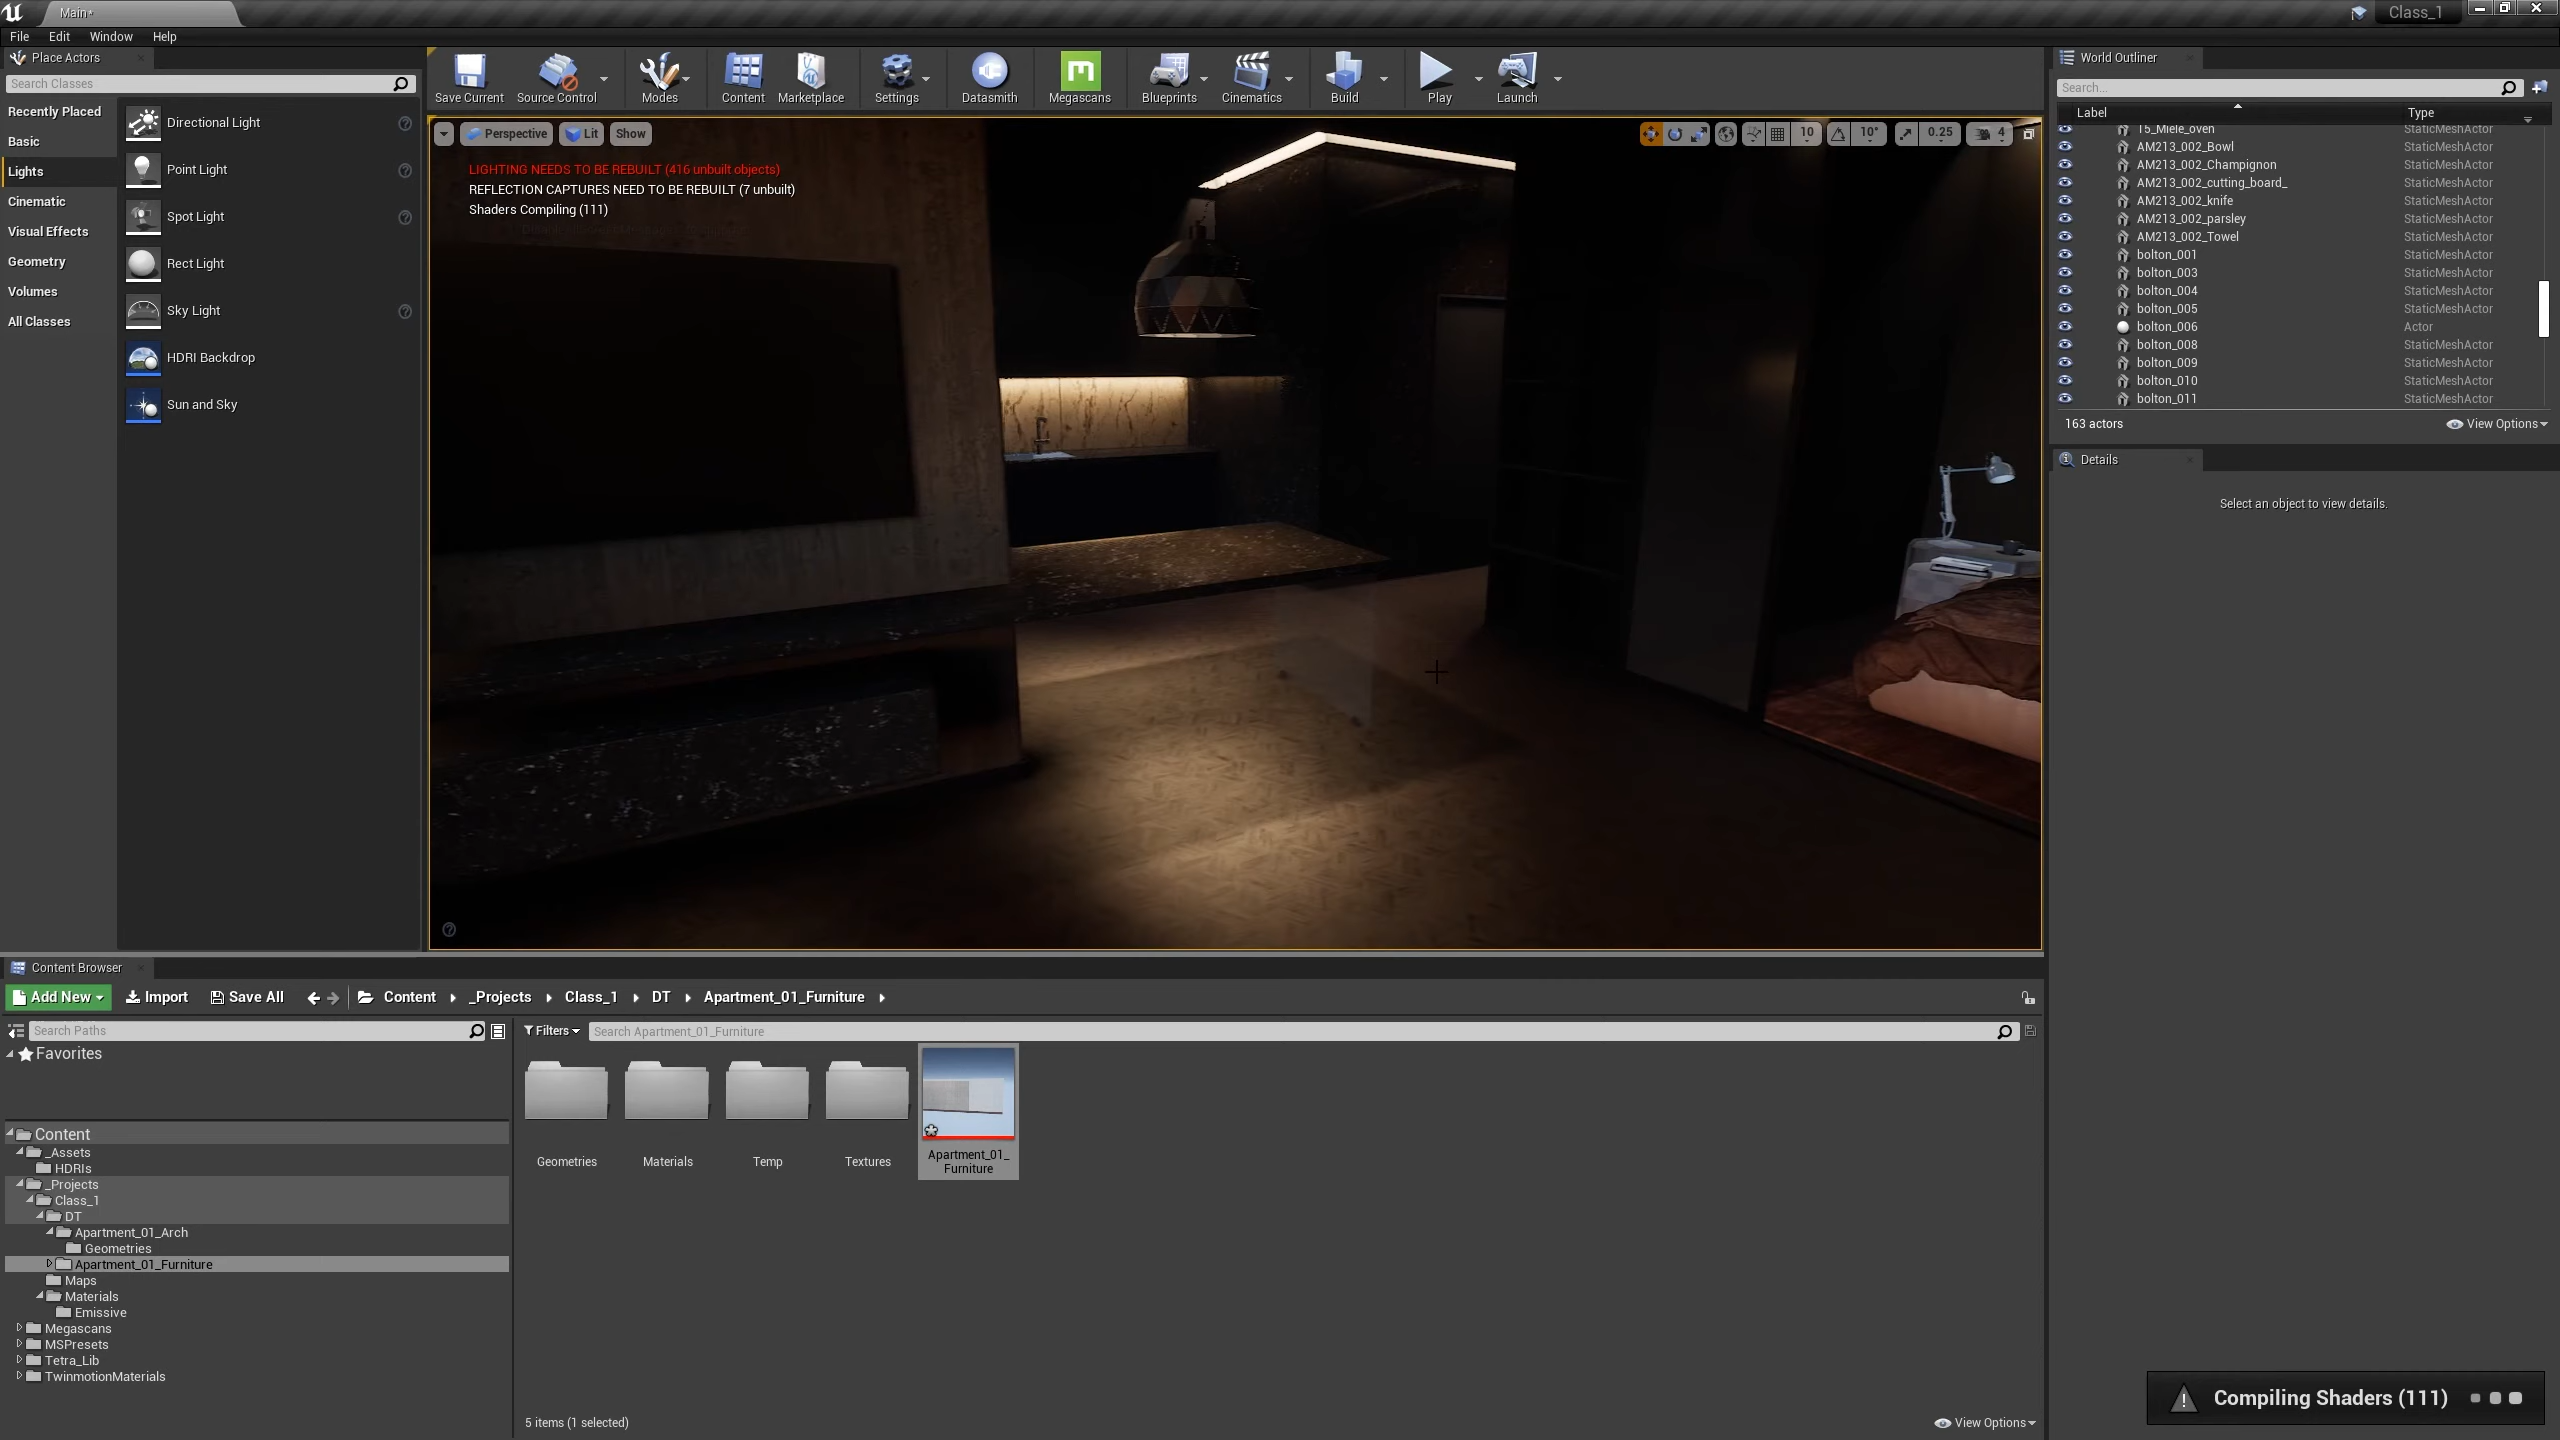 Main*
Class_1
File Edit Window Help
Place Actors
Search Classes
Recently Placed
Basic
Lights
Cinematic
Visual Effects
Geometry
Volumes
All Classes
Directional Light
Point Light
Spot Light
Rect Light
Sky Light
HDRI Backdrop
Sun and Sky
Save Current Source Control Modes Content Marketplace Settings Datasmith Megascans Blueprints Cinematics Build Play Launch
Perspective Lit Show
10 10° 0.25 4
LIGHTING NEEDS TO BE REBUILT (416 unbuilt objects)
REFLECTION CAPTURES NEED TO BE REBUILT (7 unbuilt)
Shaders Compiling (111)
World Outliner
Search...
Label Type
15_Miele_oven StaticMeshActor
AM213_002_Bowl StaticMeshActor
AM213_002_Champignon StaticMeshActor
AM213_002_cutting_board_ StaticMeshActor
AM213_002_knife StaticMeshActor
AM213_002_parsley StaticMeshActor
AM213_002_Towel StaticMeshActor
bolton_001 StaticMeshActor
bolton_003 StaticMeshActor
bolton_004 StaticMeshActor
bolton_005 StaticMeshActor
bolton_006 Actor
bolton_008 StaticMeshActor
bolton_009 StaticMeshActor
bolton_010 StaticMeshActor
bolton_011 StaticMeshActor
163 actors View Options
Details
Select an object to view details.
Content Browser
Add New Import Save All Content _Projects Class_1 DT Apartment_01_Furniture
Search Paths
Filters Search Apartment_01_Furniture
Favorites
Content
_Assets
HDRIs
_Projects
Class_1
DT
Apartment_01_Arch
Geometries
Apartment_01_Furniture
Maps
Materials
Emissive
Megascans
MSPresets
Tetra_Lib
TwinmotionMaterials
Geometries Materials Temp Textures Apartment_01_
Furniture
5 items (1 selected) View Options
Compiling Shaders (111)